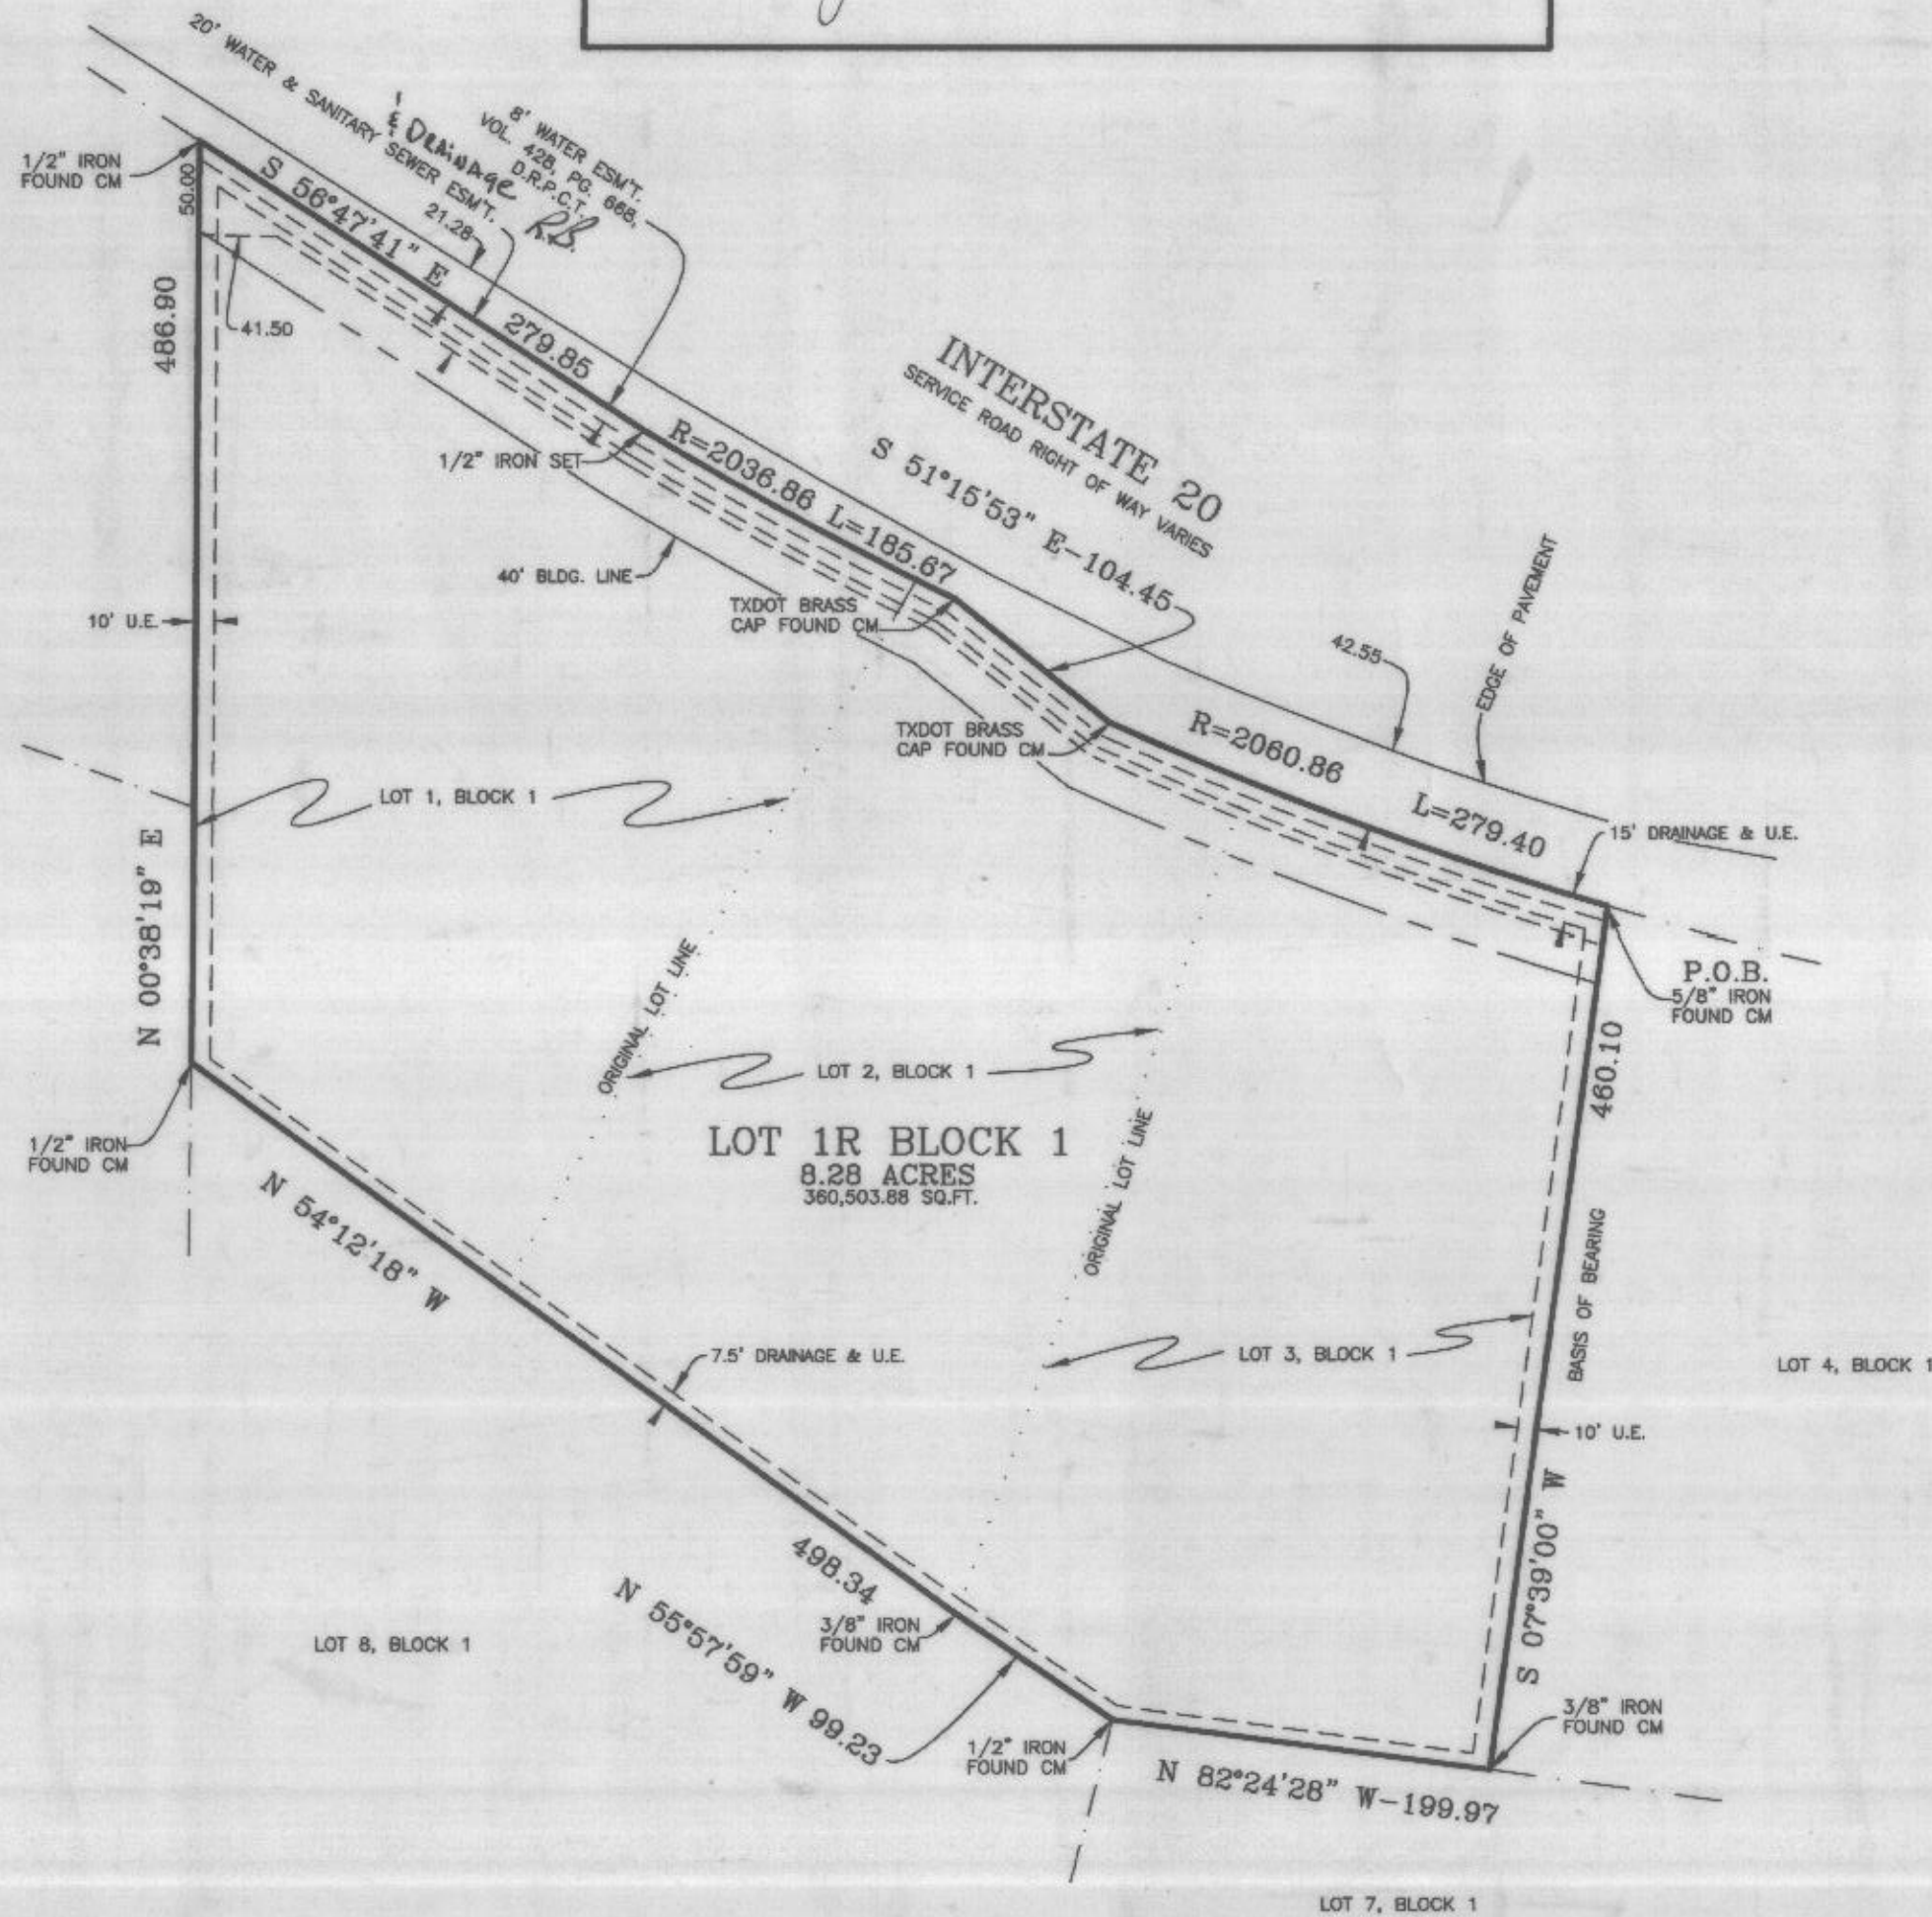 20' WATER & SANITARY SEWER ESM'T.
& DRAiNAge R.B.
8' WATER ESM'T.
VOL. 428, PG. 668,
D.R.P.C.T.
21.28
1/2" IRON
FOUND CM
50.00
S 56°47'41" E
279.85
41.50
486.90
1/2" IRON SET
R=2036.86 L=185.67
INTERSTATE 20
SERVICE ROAD RIGHT OF WAY VARIES
S 51°15'53" E-104.45
40' BLDG. LINE
TXDOT BRASS
CAP FOUND CM
10' U.E.
42.55
EDGE OF PAVEMENT
TXDOT BRASS
CAP FOUND CM
R=2060.86
L=279.40
LOT 1, BLOCK 1
15' DRAINAGE & U.E.
N 00°38'19" E
P.O.B.
5/8" IRON
FOUND CM
ORIGINAL LOT LINE
LOT 2, BLOCK 1
460.10
LOT 1R BLOCK 1
8.28 ACRES
360,503.88 SQ.FT.
1/2" IRON
FOUND CM
ORIGINAL LOT LINE
N 54°12'18" W
BASIS OF BEARING
7.5' DRAINAGE & U.E.
LOT 3, BLOCK 1
LOT 4, BLOCK 1
10' U.E.
S 07°39'00" W
498.34
3/8" IRON
FOUND CM
N 55°57'59" W 99.23
LOT 8, BLOCK 1
1/2" IRON
FOUND CM
3/8" IRON
FOUND CM
N 82°24'28" W-199.97
LOT 7, BLOCK 1